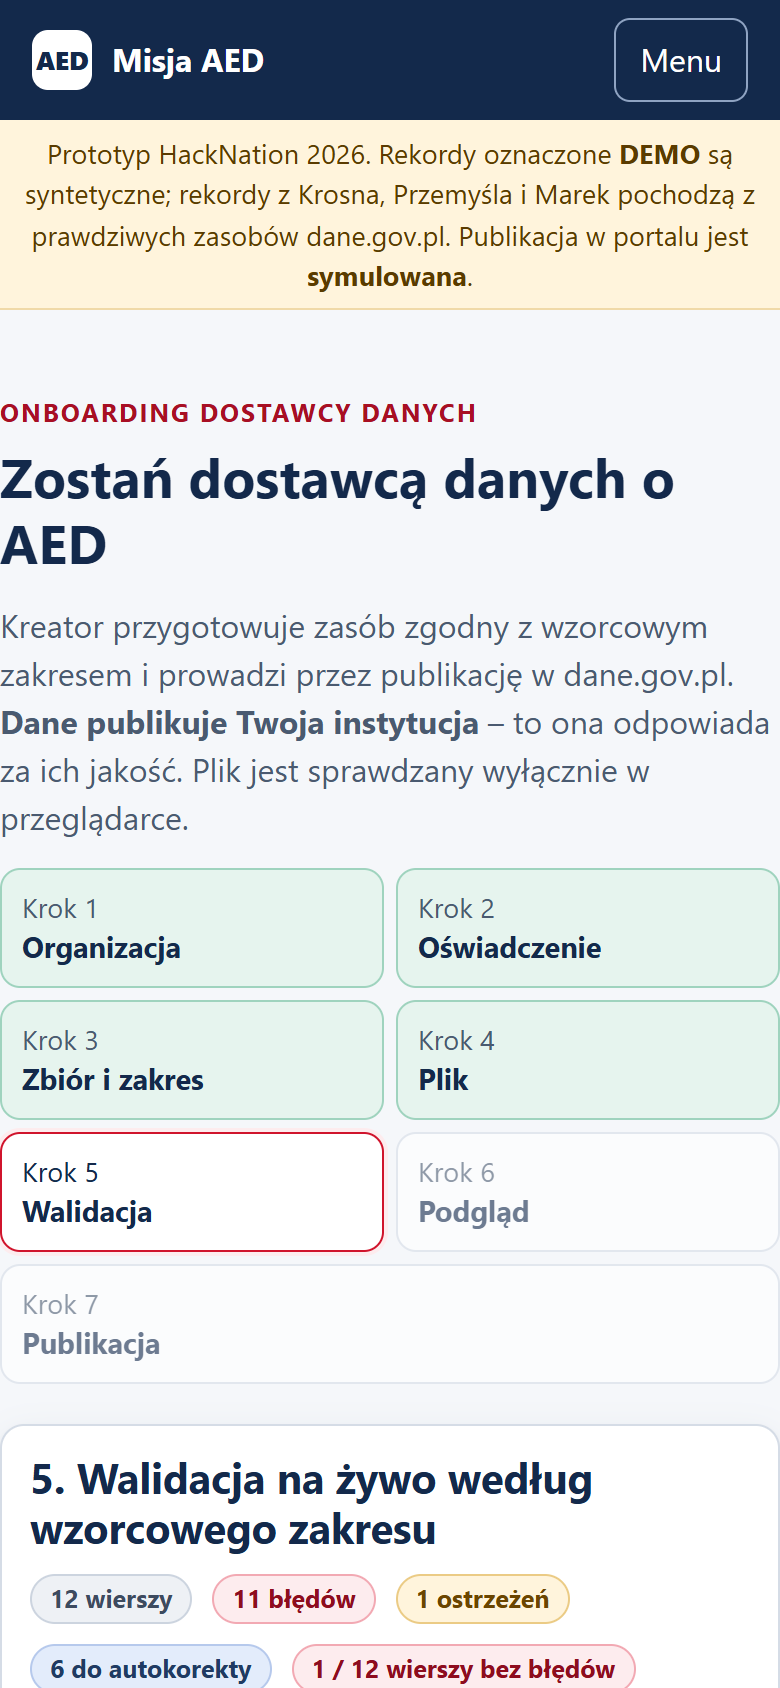 AED Misja AED Menu
Prototyp HackNation 2026. Rekordy oznaczone DEMO są
syntetyczne; rekordy z Krosna, Przemyśla i Marek pochodzą z
prawdziwych zasobów dane.gov.pl. Publikacja w portalu jest
symulowana.
ONBOARDING DOSTAWCY DANYCH
Zostań dostawcą danych o
AED
Kreator przygotowuje zasób zgodny z wzorcowym
zakresem i prowadzi przez publikację w dane.gov.pl.
Dane publikuje Twoja instytucja – to ona odpowiada
za ich jakość. Plik jest sprawdzany wyłącznie w
przeglądarce.
Krok 1
Organizacja
Krok 2
Oświadczenie
Krok 3
Zbiór i zakres
Krok 4
Plik
Krok 5
Walidacja
Krok 6
Podgląd
Krok 7
Publikacja
5. Walidacja na żywo według
wzorcowego zakresu
12 wierszy 11 błędów 1 ostrzeżeń
6 do autokorekty 1 / 12 wierszy bez błędów